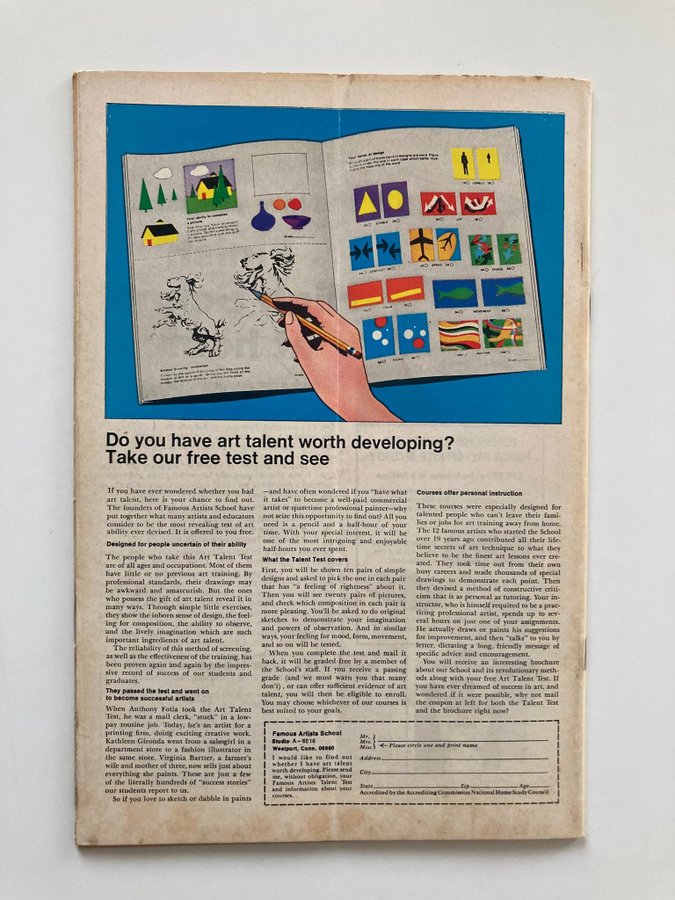 Your ability to compose
a picture
Your sense of design
Animal drawing, animation
LONELY
STABLE
CONFLICT
SPEED
CHAOS
CALM
MOVEMENT
Do you have art talent worth developing?
Take our free test and see
If you have ever wondered whether you had
art talent, here is your chance to find out.
The founders of Famous Artists School have
put together what many artists and educators
consider to be the most revealing test of art
ability ever devised. It is offered to you free.
Designed for people uncertain of their ability
The people who take this Art Talent Test
are of all ages and occupations. Most of them
have little or no previous art training. By
professional standards, their drawings may
be awkward and amateurish. But the ones
who possess the gift of art talent reveal it in
many ways. Through simple little exercises,
they show the inborn sense of design, the feel-
ing for composition, the ability to observe,
and the lively imagination which are such
important ingredients of art talent.
The reliability of this method of screening,
as well as the effectiveness of the training, has
been proven again and again by the impres-
sive record of success of our students and
graduates.
They passed the test and went on
to become successful artists
When Anthony Fotia took the Art Talent
Test, he was a mail clerk, "stuck" in a low-
pay routine job. Today, he's an artist for a
printing firm, doing exciting creative work.
Kathleen Gironda went from a salesgirl in a
department store to a fashion illustrator in
the same store. Virginia Bartter, a farmer's
wife and mother of three, now sells just about
everything she paints. These are just a few
of the literally hundreds of "success stories"
our students report to us.
So if you love to sketch or dabble in paints
—and have often wondered if you "have what
it takes" to become a well-paid commercial
artist or sparetime professional painter—why
not seize this opportunity to find out? All you
need is a pencil and a half-hour of your
time. With your special interest, it will be
one of the most intriguing and enjoyable
half-hours you ever spent.
What the Talent Test covers
First, you will be shown ten pairs of simple
designs and asked to pick the one in each pair
that has "a feeling of rightness" about it.
Then you will see twenty pairs of pictures,
and check which composition in each pair is
more pleasing. You'll be asked to do original
sketches to demonstrate your imagination
and powers of observation. And in similar
ways, your feeling for mood, form, movement,
and so on will be tested.
When you complete the test and mail it
back, it will be graded free by a member of
the School's staff. If you receive a passing
grade (and we must warn you that many
don't), or can offer sufficient evidence of art
talent, you will then be eligible to enroll.
You may choose whichever of our courses is
best suited to your goals.
Courses offer personal instruction
These courses were especially designed for
talented people who can't leave their fami-
lies or jobs for art training away from home.
The 12 famous artists who started the School
over 19 years ago contributed all their life-
time secrets of art technique to what they
believe to be the finest art lessons ever cre-
ated. They took time out from their own
busy careers and made thousands of special
drawings to demonstrate each point. Then
they devised a method of constructive criti-
cism that is as personal as tutoring. Your in-
structor, who is himself required to be a prac-
ticing professional artist, spends up to sev-
eral hours on just one of your assignments.
He actually draws or paints his suggestions
for improvement, and then "talks" to you by
letter, dictating a long, friendly message of
specific advice and encouragement.
You will receive an interesting brochure
about our School and its revolutionary meth-
ods along with your free Art Talent Test. If
you have ever dreamed of success in art, and
wondered if it were possible, why not mail
the coupon at left for both the Talent Test
and the brochure right now?
Famous Artists School
Studio A-6516
Westport, Conn. 06880
I would like to find out
whether I have art talent
worth developing. Please send
me, without obligation, your
Famous Artists Talent Test
and information about your
courses.
Mr.
Mrs.
Miss
Please circle one and print name
Address
City
State Zip Age
Accredited by the Accrediting Commission National Home Study Council